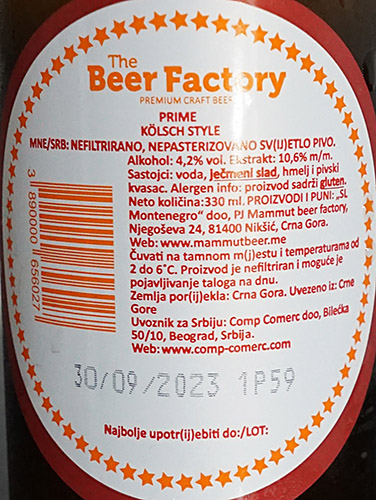 The
Beer Factory
PREMIUM CRAFT BEER
PRIME
KÖLSCH STYLE
MNE/SRB: NEFILTRIRANO, NEPASTERIZOVANO SV(IJ)ETLO PIVO.
Alkohol: 4,2% vol. Ekstrakt: 10,6% m/m.
Sastojci: voda, ječmeni slad, hmelj i pivski
kvasac. Alergen info: proizvod sadrži gluten.
Neto količina:330 ml. PROIZVODI I PUNI: „SL
Montenegro" doo, PJ Mammut beer factory,
Njegoševa 24, 81400 Nikšić, Crna Gora.
Web: www.mammutbeer.me
Čuvati na tamnom m(j)estu i temperaturama od
2 do 6˚C. Proizvod je nefiltriran i moguće je
pojavljivanje taloga na dnu.
Zemlja por(ij)ekla: Crna Gora. Uvezeno iz: Crne
Gore
Uvoznik za Srbiju: Comp Comerc doo, Bilećka
50/10, Beograd, Srbija.
Web: www.comp-comerc.com
3 890000 656027
30/09/2023 1P59
Najbolje upotr(ij)ebiti do:/LOT: